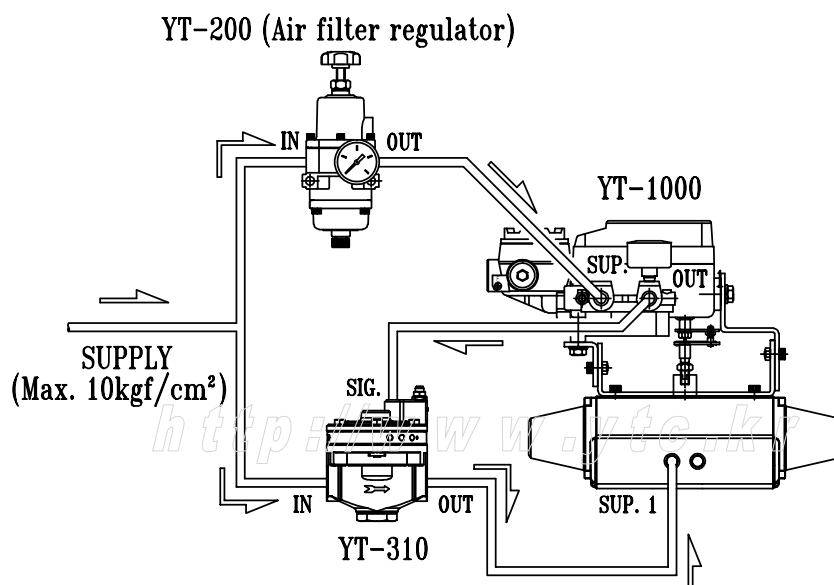 YT-200 (Air filter regulator)
IN
OUT
YT-1000
SUP.
OUT
SUPPLY
(Max. 10kgf/cm²)
SIG.
http://www.ytc.kr
IN
OUT
SUP. 1
YT-310